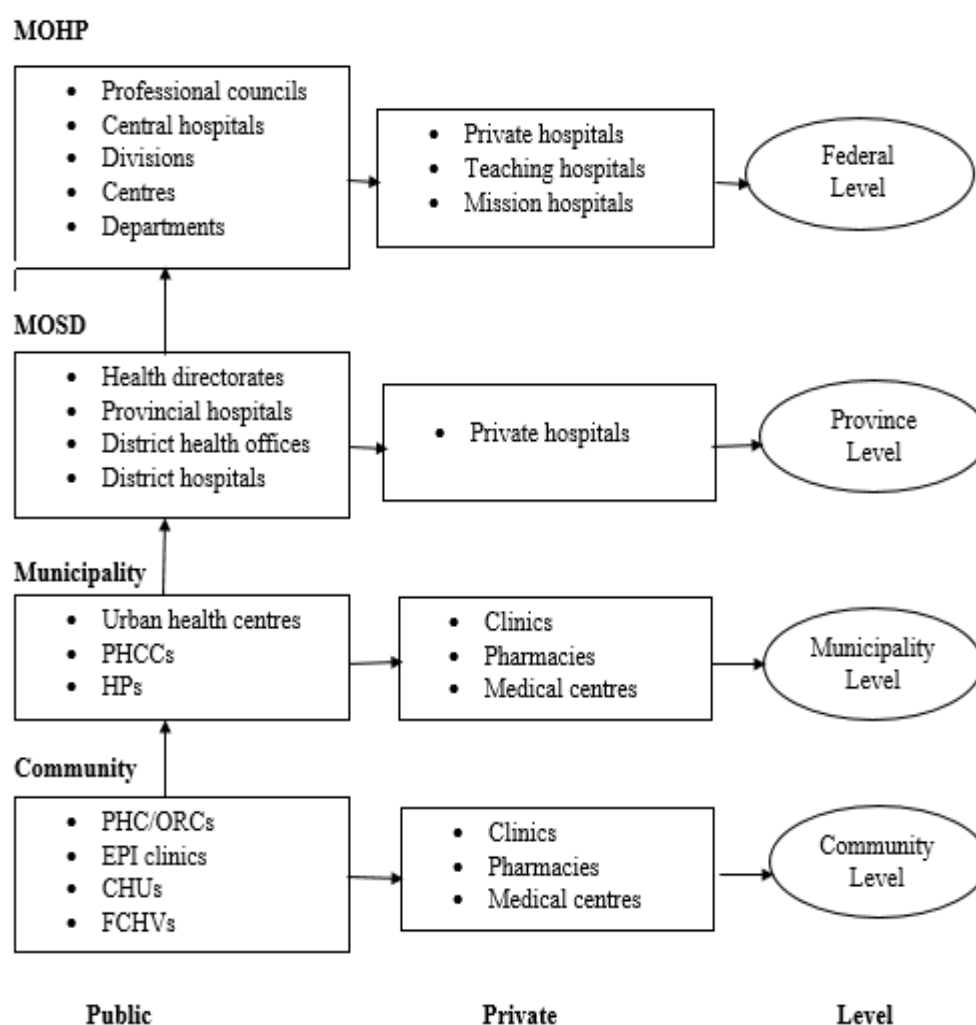 MOHP
• Professional councils
• Central hospitals
• Divisions
• Centres
• Departments
• Private hospitals
• Teaching hospitals
• Mission hospitals
Federal
Level
MOSD
• Health directorates
• Provincial hospitals
• District health offices
• District hospitals
• Private hospitals
Province
Level
Municipality
• Urban health centres
• PHCCs
• HPs
• Clinics
• Pharmacies
• Medical centres
Municipality
Level
Community
• PHC/ORCs
• EPI clinics
• CHUs
• FCHVs
• Clinics
• Pharmacies
• Medical centres
Community
Level
Public Private Level